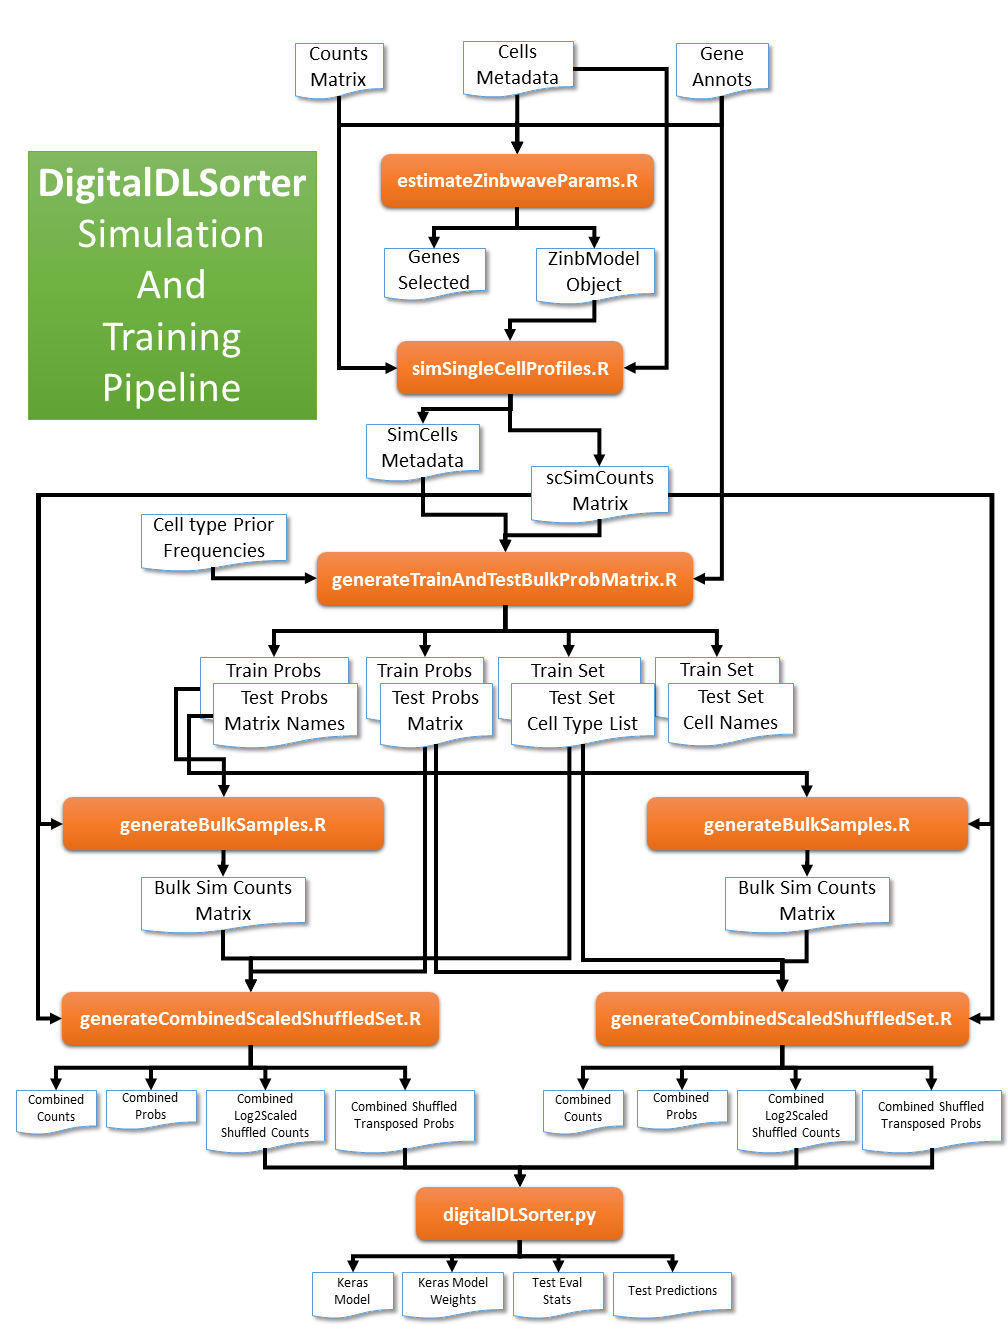 Counts
Matrix
Cells
Metadata
Gene
Annots
DigitalDLSorter
Simulation
And
Training
Pipeline
estimateZinbwaveParams.R
Genes
Selected
ZinbModel
Object
simSingleCellProfiles.R
SimCells
Metadata
scSimCounts
Matrix
Cell type Prior
Frequencies
generateTrainAndTestBulkProbMatrix.R
Train Probs
Test Probs
Matrix Names
Train Probs
Test Probs
Matrix
Train Set
Test Set
Cell Type List
Train Set
Test Set
Cell Names
generateBulkSamples.R
generateBulkSamples.R
Bulk Sim Counts
Matrix
Bulk Sim Counts
Matrix
generateCombinedScaledShuffledSet.R
generateCombinedScaledShuffledSet.R
Combined
Counts
Combined
Probs
Combined
Log2Scaled
Shuffled Counts
Combined Shuffled
Transposed Probs
Combined
Counts
Combined
Probs
Combined
Log2Scaled
Shuffled Counts
Combined Shuffled
Transposed Probs
digitalDLSorter.py
Keras
Model
Keras Model
Weights
Test Eval
Stats
Test Predictions